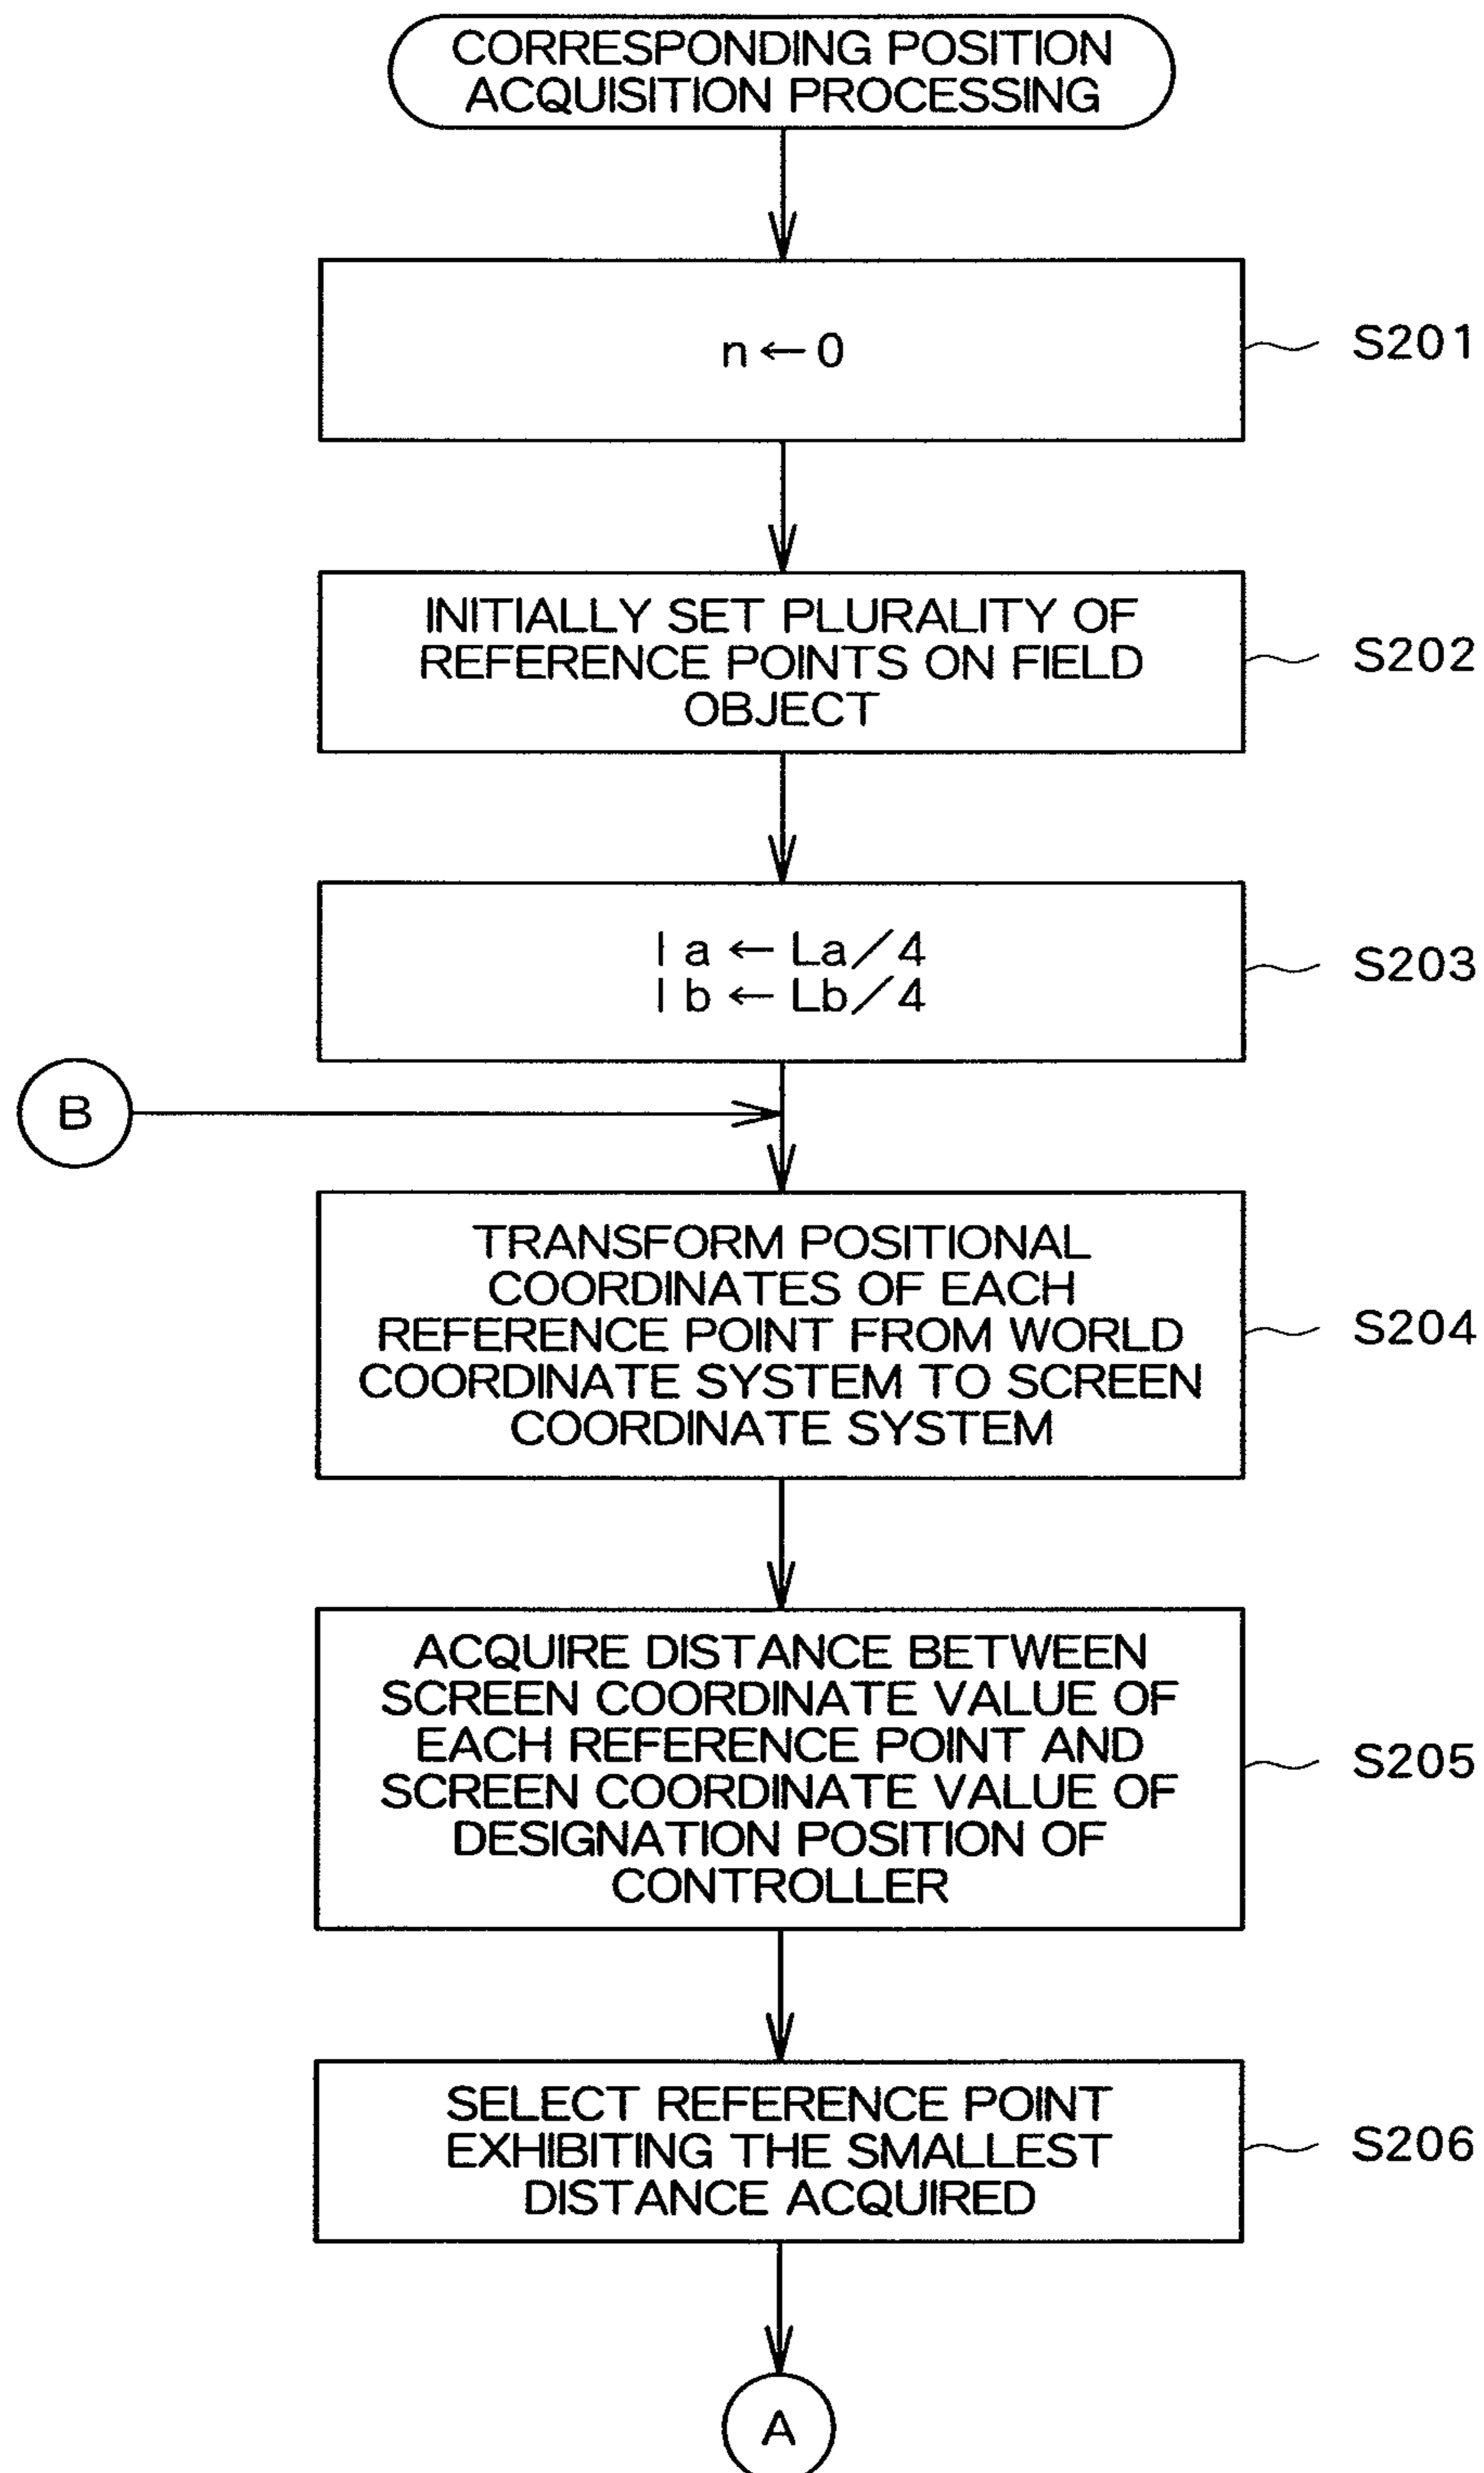 CORRESPONDING POSITION
ACQUISITION PROCESSING
n ← 0
S201
INITIALLY SET PLURALITY OF
REFERENCE POINTS ON FIELD
OBJECT
S202
l a ← La/4
l b ← Lb/4
S203
B
TRANSFORM POSITIONAL
COORDINATES OF EACH
REFERENCE POINT FROM WORLD
COORDINATE SYSTEM TO SCREEN
COORDINATE SYSTEM
S204
ACQUIRE DISTANCE BETWEEN
SCREEN COORDINATE VALUE OF
EACH REFERENCE POINT AND
SCREEN COORDINATE VALUE OF
DESIGNATION POSITION OF
CONTROLLER
S205
SELECT REFERENCE POINT
EXHIBITING THE SMALLEST
DISTANCE ACQUIRED
S206
A